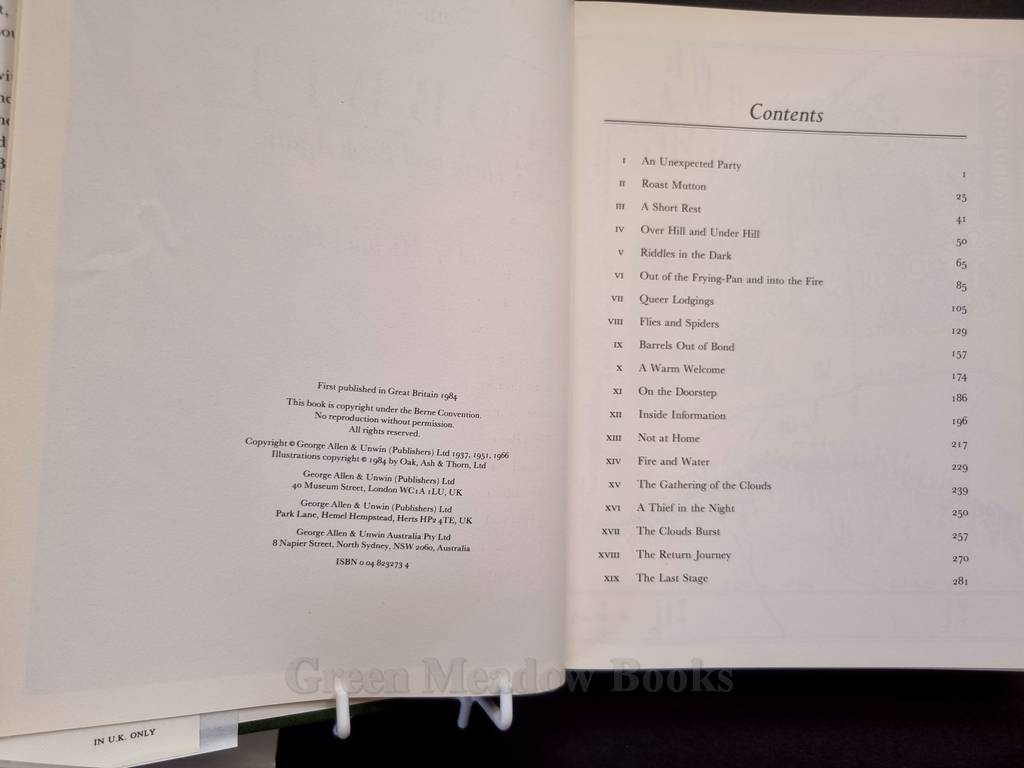 First published in Great Britain 1984
This book is copyright under the Berne Convention.
No reproduction without permission.
All rights reserved.
Copyright © George Allen & Unwin (Publishers) Ltd 1937, 1951, 1966
Illustrations copyright © 1984 by Oak, Ash & Thorn, Ltd
George Allen & Unwin (Publishers) Ltd
40 Museum Street, London WC1A 1LU, UK
George Allen & Unwin (Publishers) Ltd
Park Lane, Hemel Hempstead, Herts HP2 4TE, UK
George Allen & Unwin Australia Pty Ltd
8 Napier Street, North Sydney, NSW 2060, Australia
ISBN 0 04 823273 4
IN U.K. ONLY
Contents
I An Unexpected Party 1
II Roast Mutton 25
III A Short Rest 41
IV Over Hill and Under Hill 50
V Riddles in the Dark 65
VI Out of the Frying-Pan and into the Fire 85
VII Queer Lodgings 105
VIII Flies and Spiders 129
IX Barrels Out of Bond 157
X A Warm Welcome 174
XI On the Doorstep 186
XII Inside Information 196
XIII Not at Home 217
XIV Fire and Water 229
XV The Gathering of the Clouds 239
XVI A Thief in the Night 250
XVII The Clouds Burst 257
XVIII The Return Journey 270
XIX The Last Stage 281
Green Meadow Books